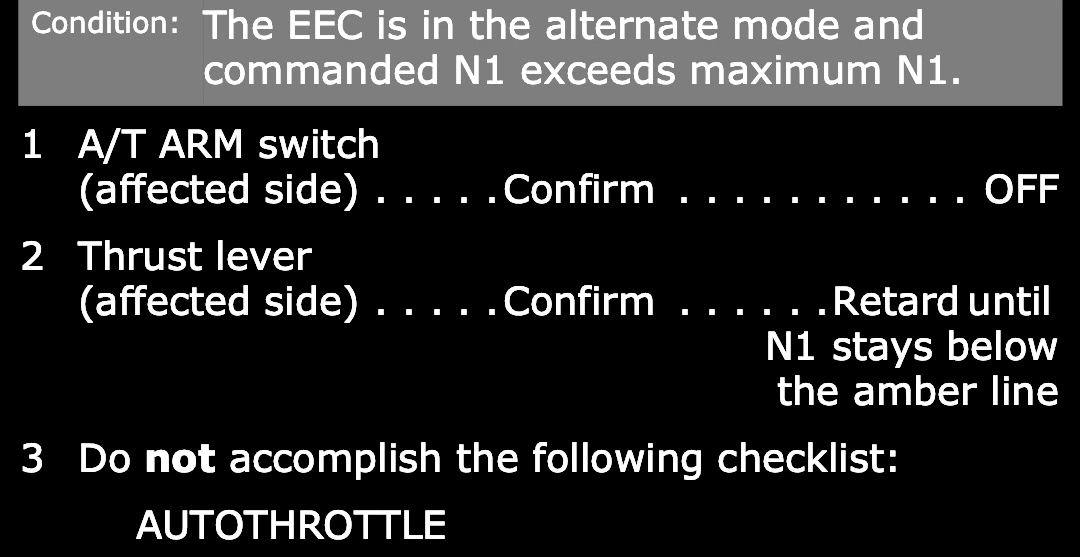 Condition: The EEC is in the alternate mode and
commanded N1 exceeds maximum N1.
1 A/T ARM switch
(affected side) . . . . . Confirm . . . . . . . . . . . OFF
2 Thrust lever
(affected side) . . . . . Confirm . . . . . . Retard until
N1 stays below
the amber line
3 Do not accomplish the following checklist:
AUTOTHROTTLE